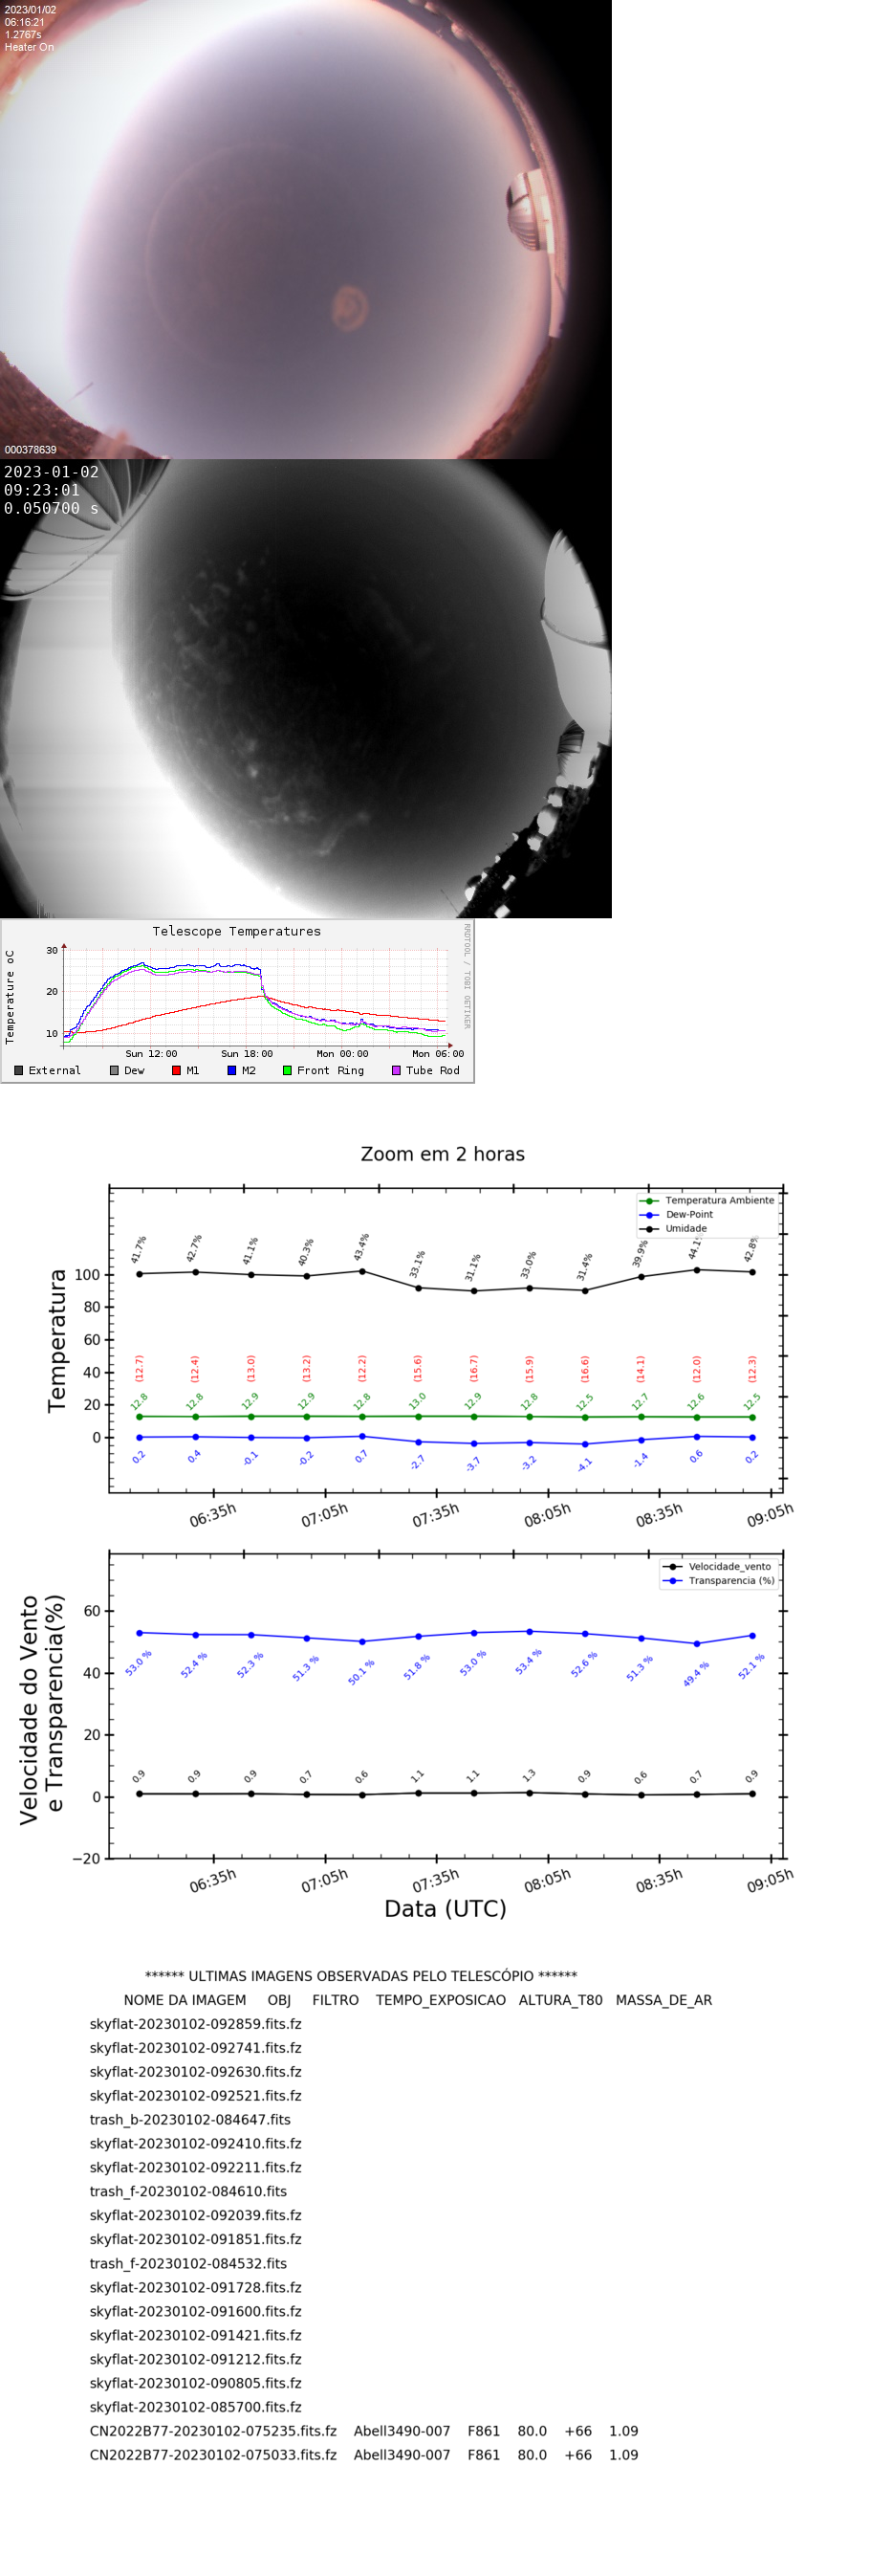 2023/01/02
06:16:21
1.2767s
Heater On
000378639
2023-01-02
09:23:01
0.050700 s
Telescope Temperatures
RRDTOOL / TOBI OETIKER
Temperature oC
30
20
10
Sun 12:00 Sun 18:00 Mon 00:00 Mon 06:00
External Dew M1 M2 Front Ring Tube Rod
Zoom em 2 horas
Temperatura Ambiente
Dew-Point
Umidade
Temperatura
41.7% 42.7% 41.1% 40.3% 43.4% 33.1% 31.1% 33.0% 31.4% 39.9% 44.1% 42.8%
100
80
60
40
20
0
(12.7) (12.4) (13.0) (13.2) (12.2) (15.6) (16.7) (15.9) (16.6) (14.1) (12.0) (12.3)
12.8 12.8 12.9 12.9 12.8 13.0 12.9 12.8 12.5 12.7 12.6 12.5
0.2 0.4 -0.1 -0.2 0.7 -2.7 -3.7 -3.2 -4.1 -1.4 0.6 0.2
06:35h 07:05h 07:35h 08:05h 08:35h 09:05h
Velocidade_vento
Transparencia (%)
Velocidade do Vento
e Transparencia(%)
60
40
20
0
−20
53.0 % 52.4 % 52.3 % 51.3 % 50.1 % 51.8 % 53.0 % 53.4 % 52.6 % 51.3 % 49.4 % 52.1 %
0.9 0.9 0.9 0.7 0.6 1.1 1.1 1.3 0.9 0.6 0.7 0.9
06:35h 07:05h 07:35h 08:05h 08:35h 09:05h
Data (UTC)
****** ULTIMAS IMAGENS OBSERVADAS PELO TELESCÓPIO ******
NOME DA IMAGEM OBJ FILTRO TEMPO_EXPOSICAO ALTURA_T80 MASSA_DE_AR
skyflat-20230102-092859.fits.fz
skyflat-20230102-092741.fits.fz
skyflat-20230102-092630.fits.fz
skyflat-20230102-092521.fits.fz
trash_b-20230102-084647.fits
skyflat-20230102-092410.fits.fz
skyflat-20230102-092211.fits.fz
trash_f-20230102-084610.fits
skyflat-20230102-092039.fits.fz
skyflat-20230102-091851.fits.fz
trash_f-20230102-084532.fits
skyflat-20230102-091728.fits.fz
skyflat-20230102-091600.fits.fz
skyflat-20230102-091421.fits.fz
skyflat-20230102-091212.fits.fz
skyflat-20230102-090805.fits.fz
skyflat-20230102-085700.fits.fz
CN2022B77-20230102-075235.fits.fz Abell3490-007 F861 80.0 +66 1.09
CN2022B77-20230102-075033.fits.fz Abell3490-007 F861 80.0 +66 1.09